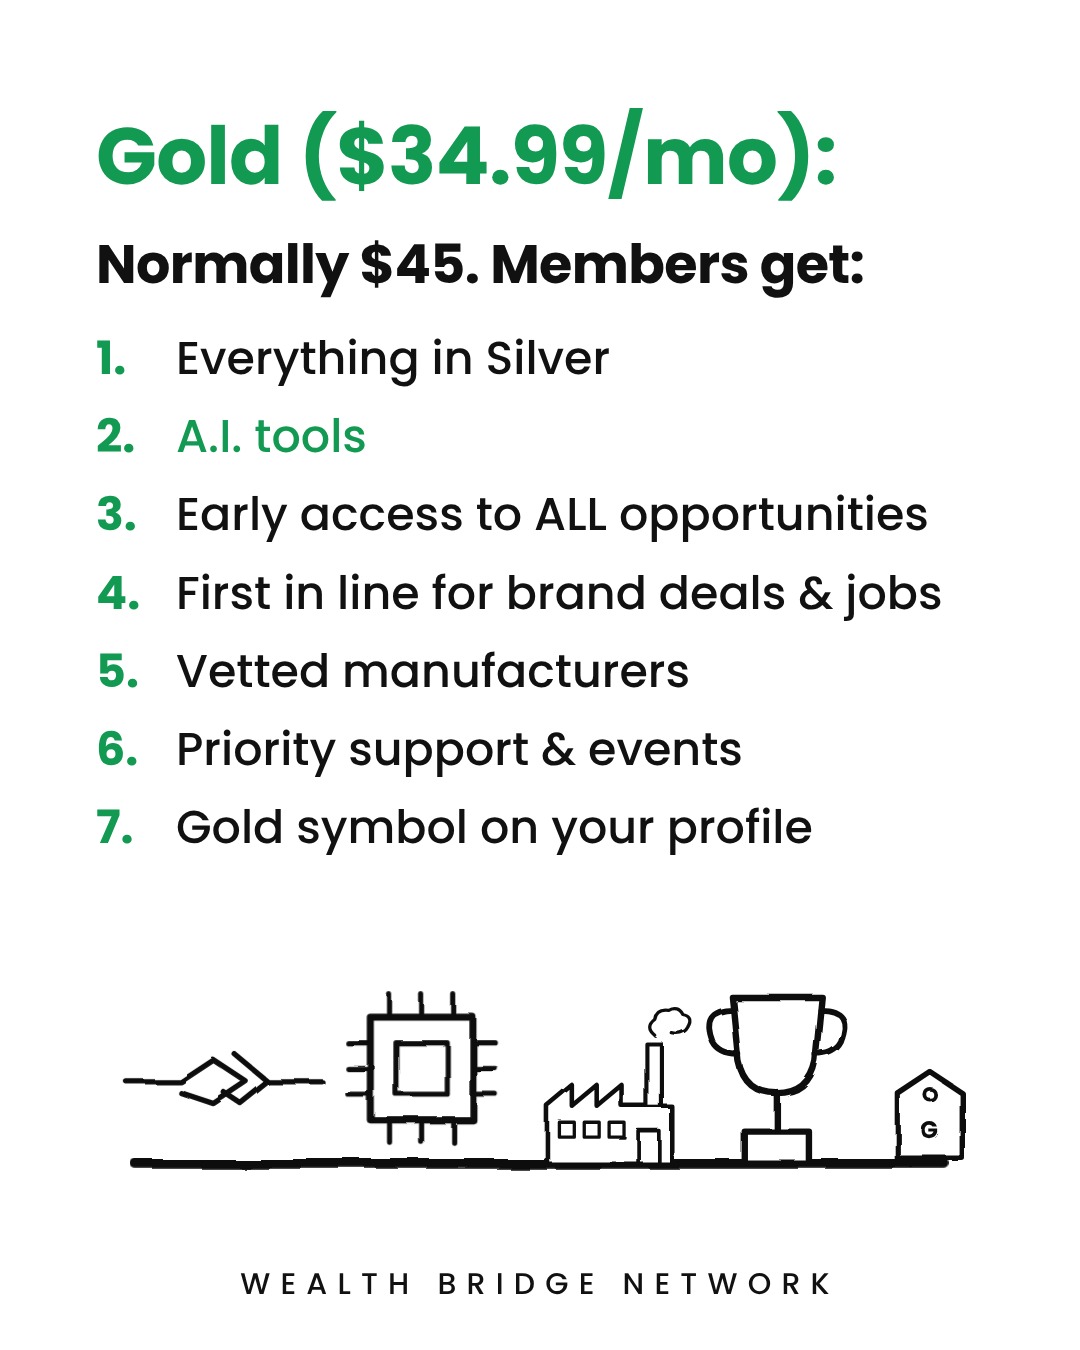 Gold ($34.99/mo):
Normally $45. Members get:
1. Everything in Silver
2. A.I. tools
3. Early access to ALL opportunities
4. First in line for brand deals & jobs
5. Vetted manufacturers
6. Priority support & events
7. Gold symbol on your profile
O
G
WEALTH BRIDGE NETWORK